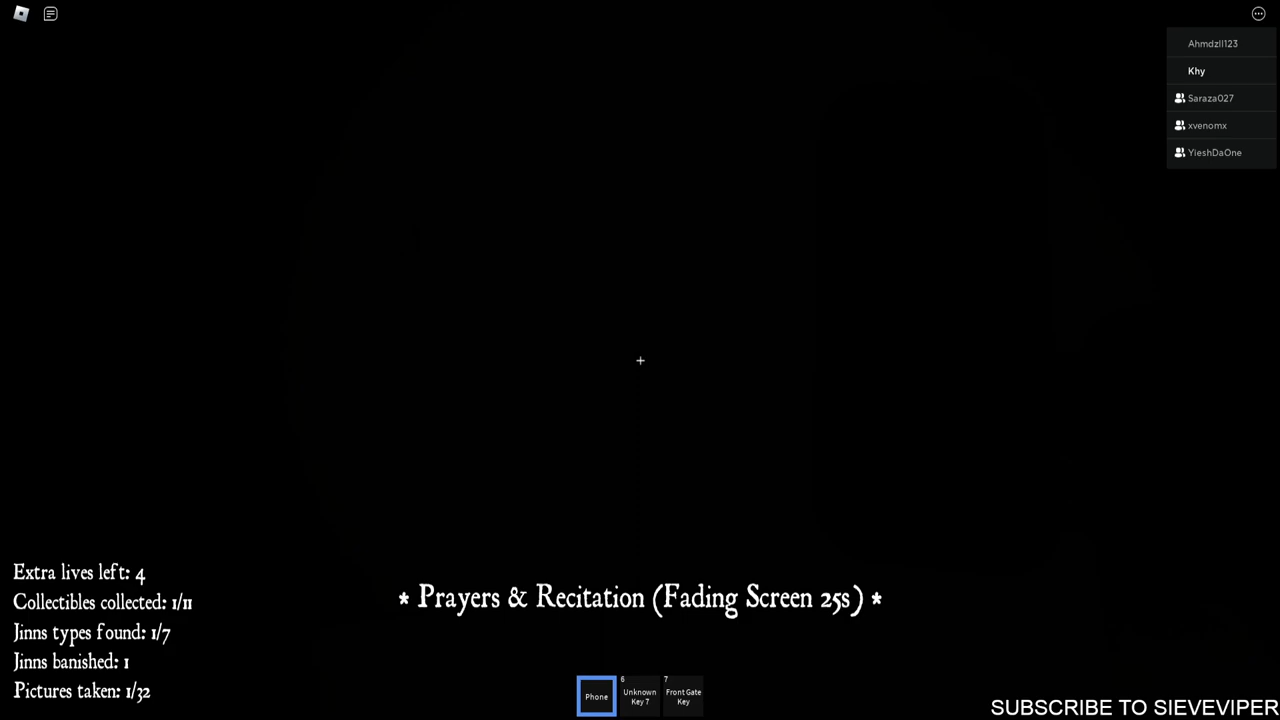 Ahmdzll123
Khy
Saraza027
xvenomx
YleshDaOne
Extra lives left: 4
Collectibles collected: 1/11
Jinns types found: 1/7
Jinns banished: 1
Pictures taken: 1/32
* Prayers & Recitation (Fading Screen 25s) *
Phone
6
Unknown
Key 7
7
Front Gate
Key
SUBSCRIBE TO SIEVEVIPER